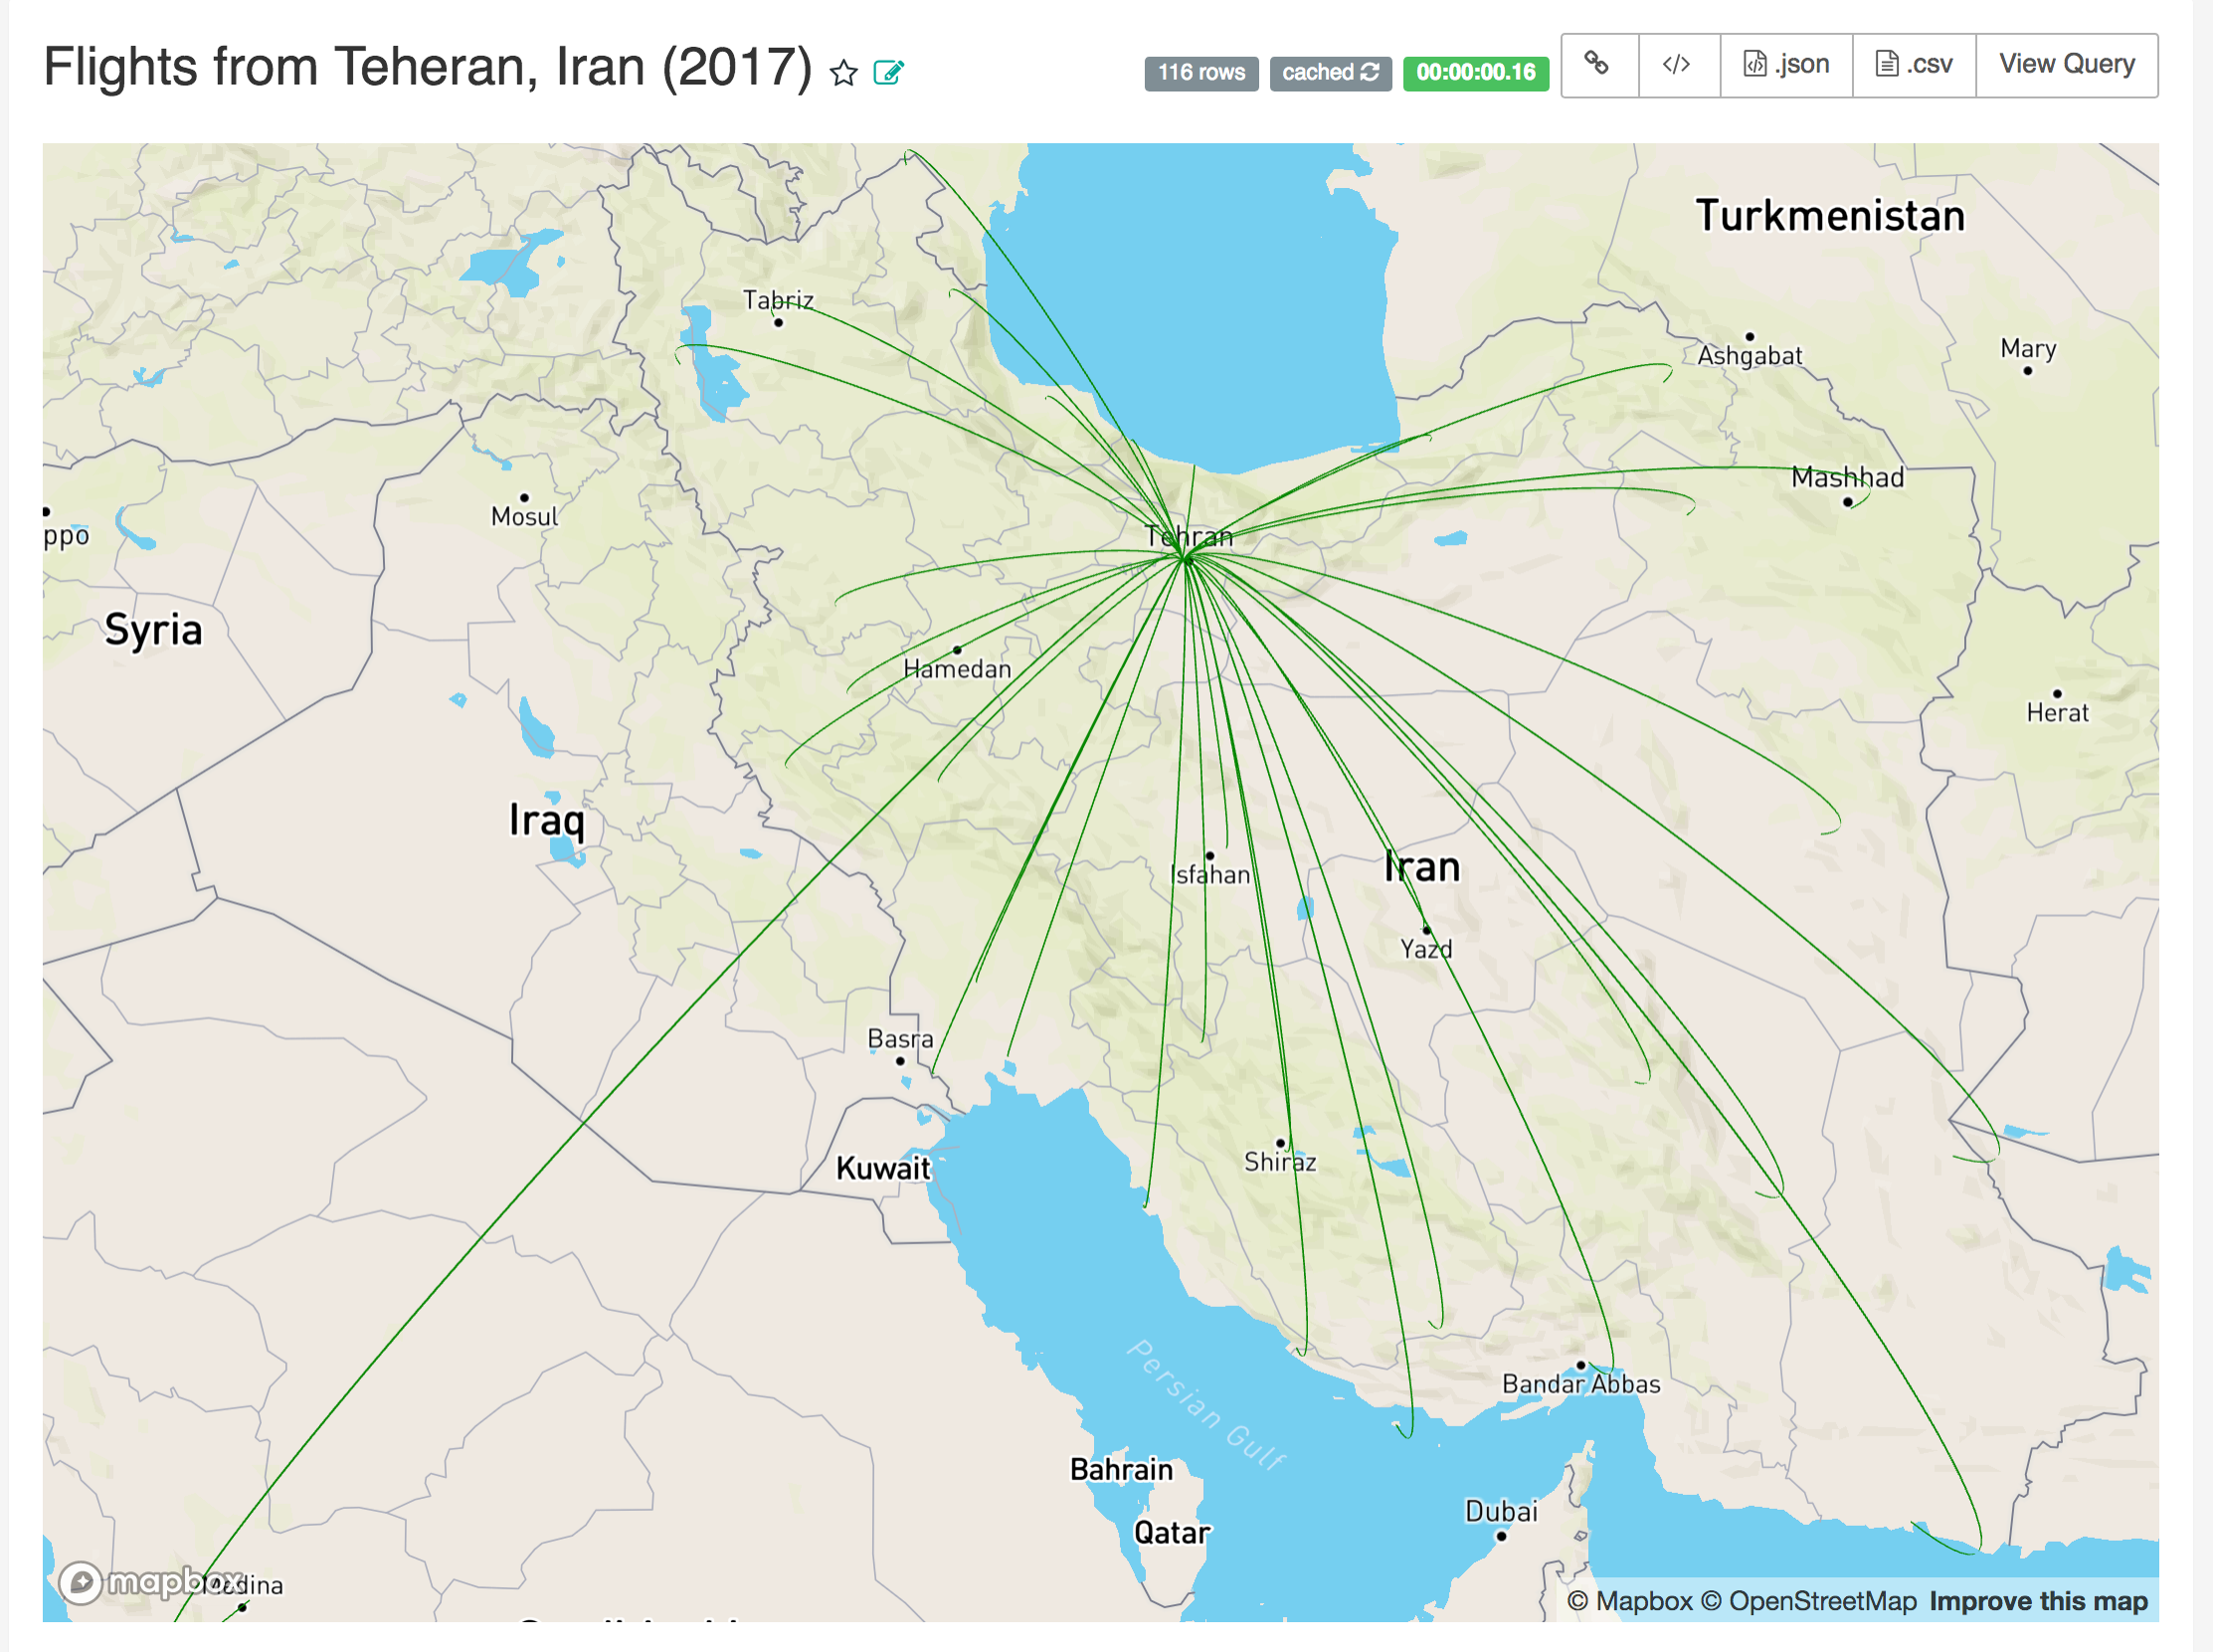 Flights from Teheran, Iran (2017)
116 rows
cached
00:00:00.16
</>
.json
.csv
View Query
Turkmenistan
Tabriz
Ashgabat
Mary
Mashhad
Mosul
ppo
Tehran
Syria
Hamedan
Herat
Iraq
Iran
Isfahan
Yazd
Basra
Kuwait
Shiraz
Persian Gulf
Bandar Abbas
Bahrain
Dubai
Qatar
mapbox
Madina
© Mapbox © OpenStreetMap Improve this map